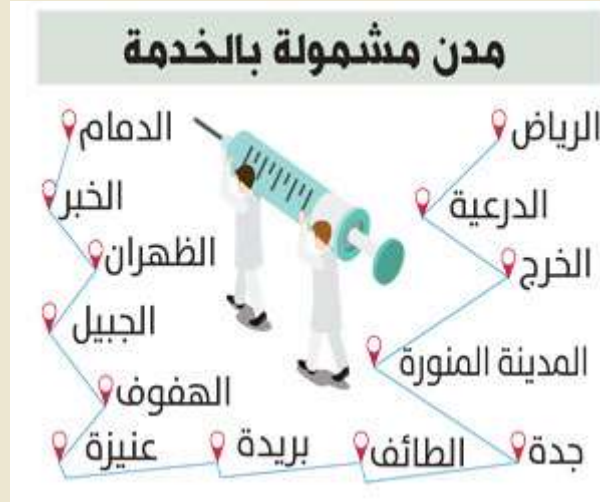 مدن مشمولة بالخدمة
الرياض
الدرعية
الخرج
المدينة المنورة
جدة
الطائف
بريدة
عنيزة
الهفوف
الجبيل
الظهران
الخبر
الدمام